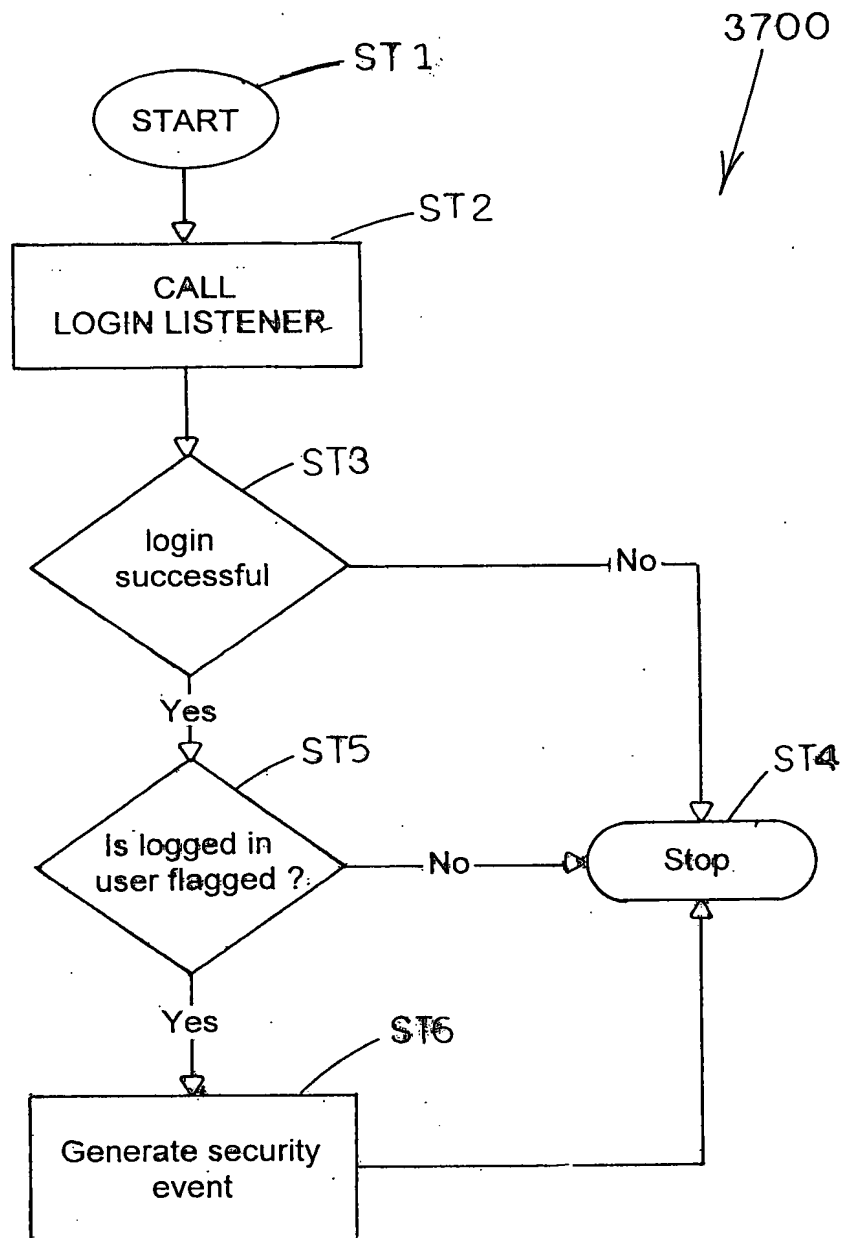 3700
ST1
START
ST2
CALL
LOGIN LISTENER
ST3
login
successful
No
Yes
ST5
ST4
Is logged in
user flagged ?
No
Stop
Yes
ST6
Generate security
event